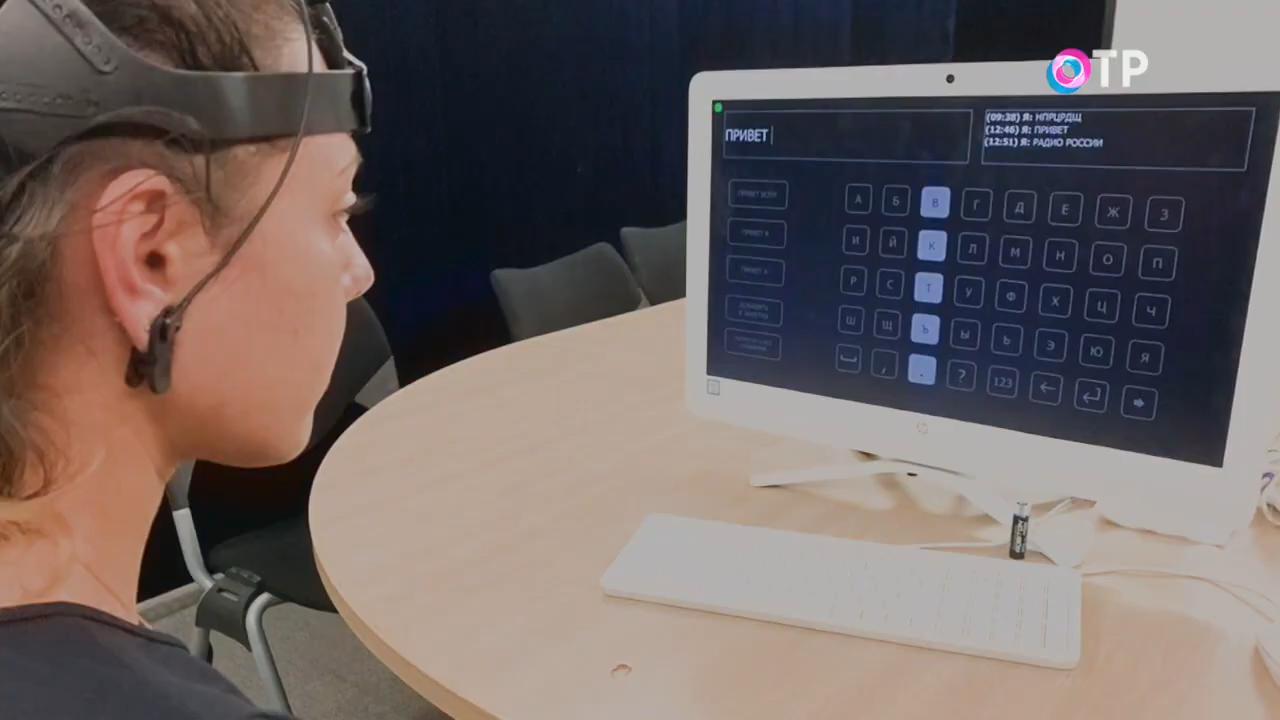 ОТР
ПРИВЕТ
(09:38) Я: НПРЦРДЩ
(12:46) Я: ПРИВЕТ
(12:51) Я: РАДИО РОССИИ
А Б В Г Д Е Ж З
И Й К Л М Н О П
Р С Т У Ф Х Ц Ч
Ш Щ Ъ Ы Ь Э Ю Я
, . ? 123